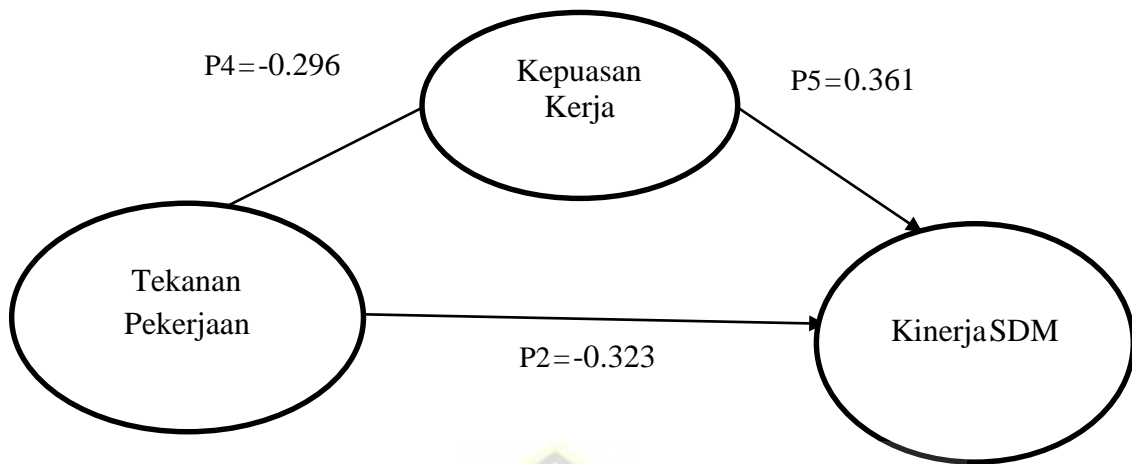 P4=-0.296
Kepuasan
Kerja
P5=0.361
Tekanan
Pekerjaan
P2=-0.323
Kinerja SDM